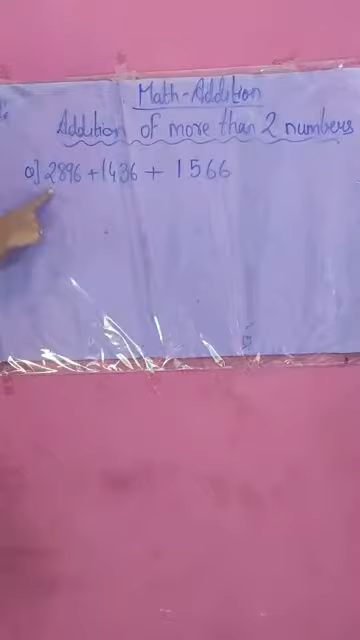 Math-Addition
Addition of more than 2 numbers
a] 2896 + 1436 + 1566